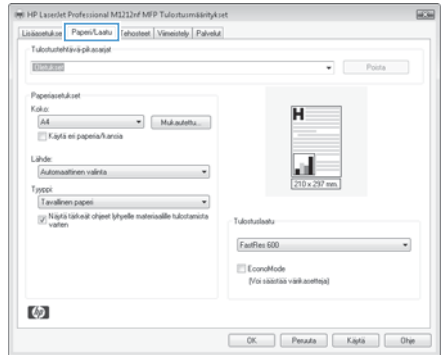 HP LaserJet Professional M1212nf MFP Tulostusmääritykset
Lisäasetukset Paperi/Laatu Tehosteet Viimeistely Palvelut
Tulostustehtävä-pikasarjat
Oletukset
Poista
Paperiasetukset
Koko:
A4
Mukautettu...
Käytä eri paperia/kansia
Lähde:
Automaattinen valinta
Tyyppi:
Tavallinen paperi
Näytä tärkeät ohjeet lyhyelle materiaalille tulostamista
varten
H
210 x 297 mm
Tulostuslaatu
FastRes 600
EconoMode
(Voi säästää värikasetteja)
hp
OK Peruuta Käytä Ohje